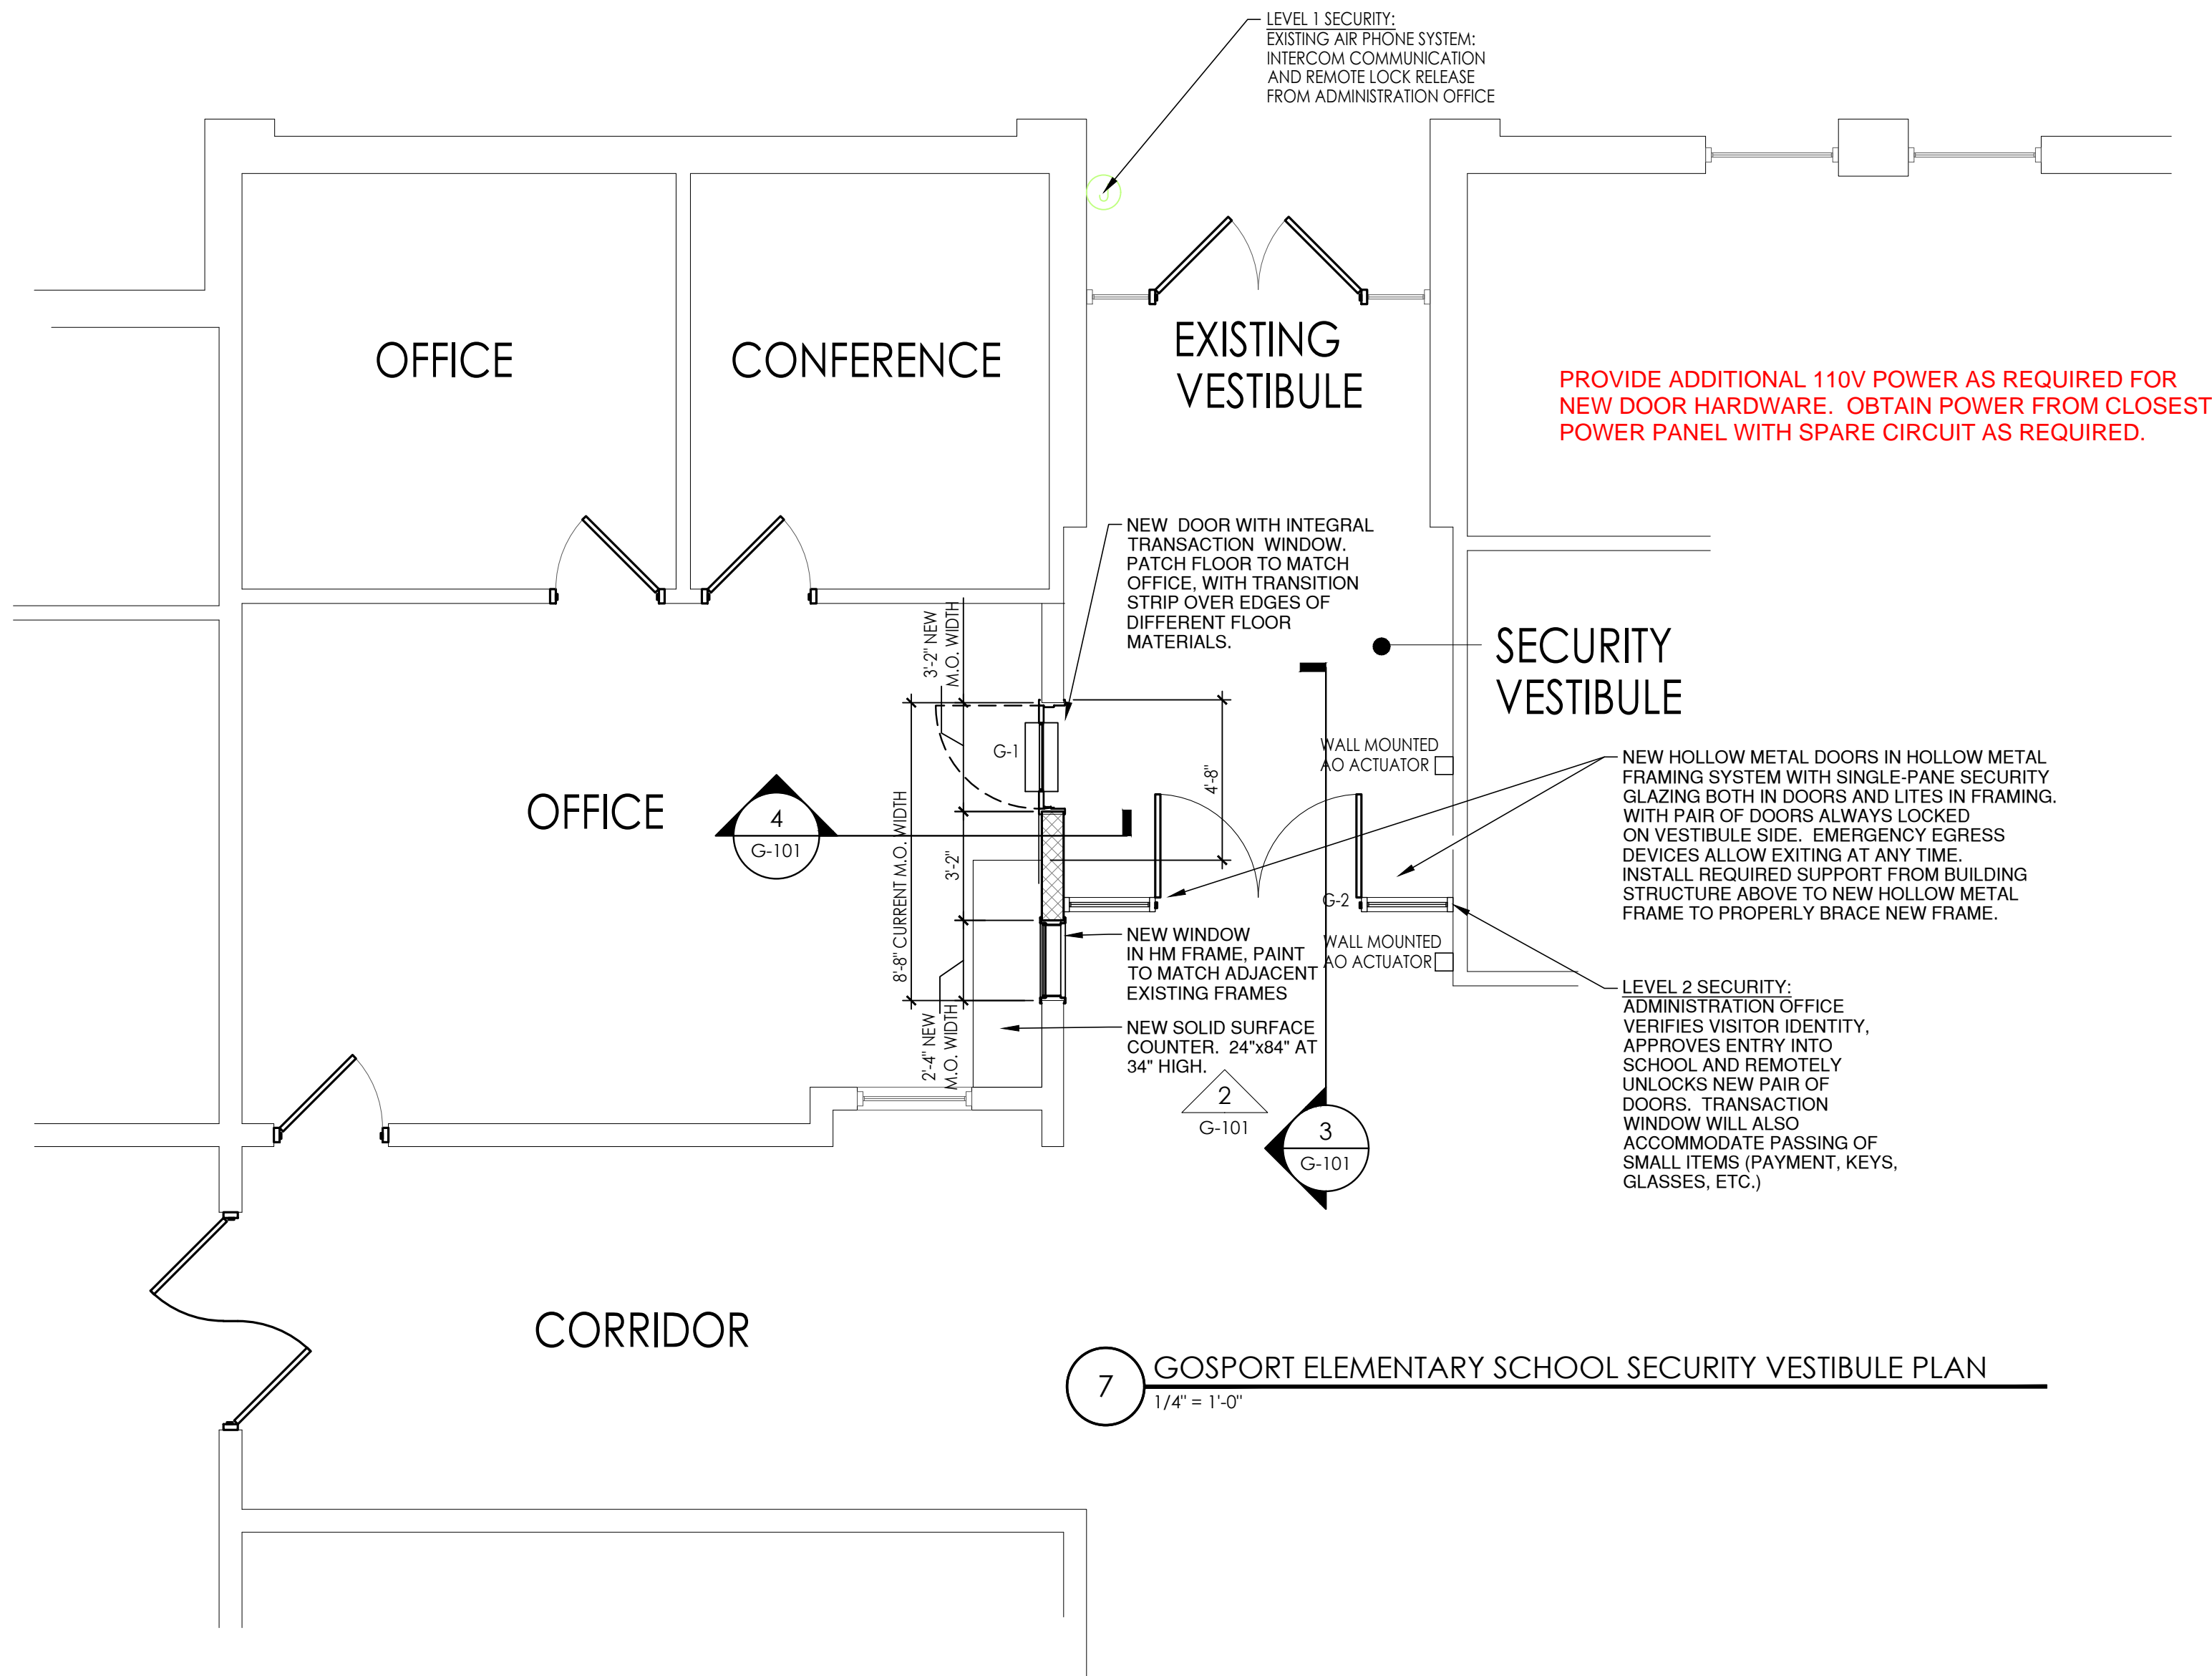 LEVEL 1 SECURITY:
EXISTING AIR PHONE SYSTEM:
INTERCOM COMMUNICATION
AND REMOTE LOCK RELEASE
FROM ADMINISTRATION OFFICE
J
OFFICE
CONFERENCE
EXISTING
VESTIBULE
PROVIDE ADDITIONAL 110V POWER AS REQUIRED FOR
NEW DOOR HARDWARE. OBTAIN POWER FROM CLOSEST
POWER PANEL WITH SPARE CIRCUIT AS REQUIRED.
NEW DOOR WITH INTEGRAL
TRANSACTION WINDOW.
PATCH FLOOR TO MATCH
OFFICE, WITH TRANSITION
STRIP OVER EDGES OF
DIFFERENT FLOOR
MATERIALS.
3'-2" NEW
M.O. WIDTH
SECURITY
VESTIBULE
G-1
4'-8"
WALL MOUNTED
AO ACTUATOR
NEW HOLLOW METAL DOORS IN HOLLOW METAL
FRAMING SYSTEM WITH SINGLE-PANE SECURITY
GLAZING BOTH IN DOORS AND LITES IN FRAMING.
WITH PAIR OF DOORS ALWAYS LOCKED
ON VESTIBULE SIDE. EMERGENCY EGRESS
DEVICES ALLOW EXITING AT ANY TIME.
INSTALL REQUIRED SUPPORT FROM BUILDING
STRUCTURE ABOVE TO NEW HOLLOW METAL
FRAME TO PROPERLY BRACE NEW FRAME.
OFFICE
4
G-101
8'-8" CURRENT M.O. WIDTH
3'-2"
G-2
NEW WINDOW
IN HM FRAME, PAINT
TO MATCH ADJACENT
EXISTING FRAMES
WALL MOUNTED
AO ACTUATOR
2'-4" NEW
M.O. WIDTH
NEW SOLID SURFACE
COUNTER. 24"x84" AT
34" HIGH.
LEVEL 2 SECURITY:
ADMINISTRATION OFFICE
VERIFIES VISITOR IDENTITY,
APPROVES ENTRY INTO
SCHOOL AND REMOTELY
UNLOCKS NEW PAIR OF
DOORS. TRANSACTION
WINDOW WILL ALSO
ACCOMMODATE PASSING OF
SMALL ITEMS (PAYMENT, KEYS,
GLASSES, ETC.)
2
G-101
3
G-101
CORRIDOR
7
GOSPORT ELEMENTARY SCHOOL SECURITY VESTIBULE PLAN
1/4" = 1'-0"